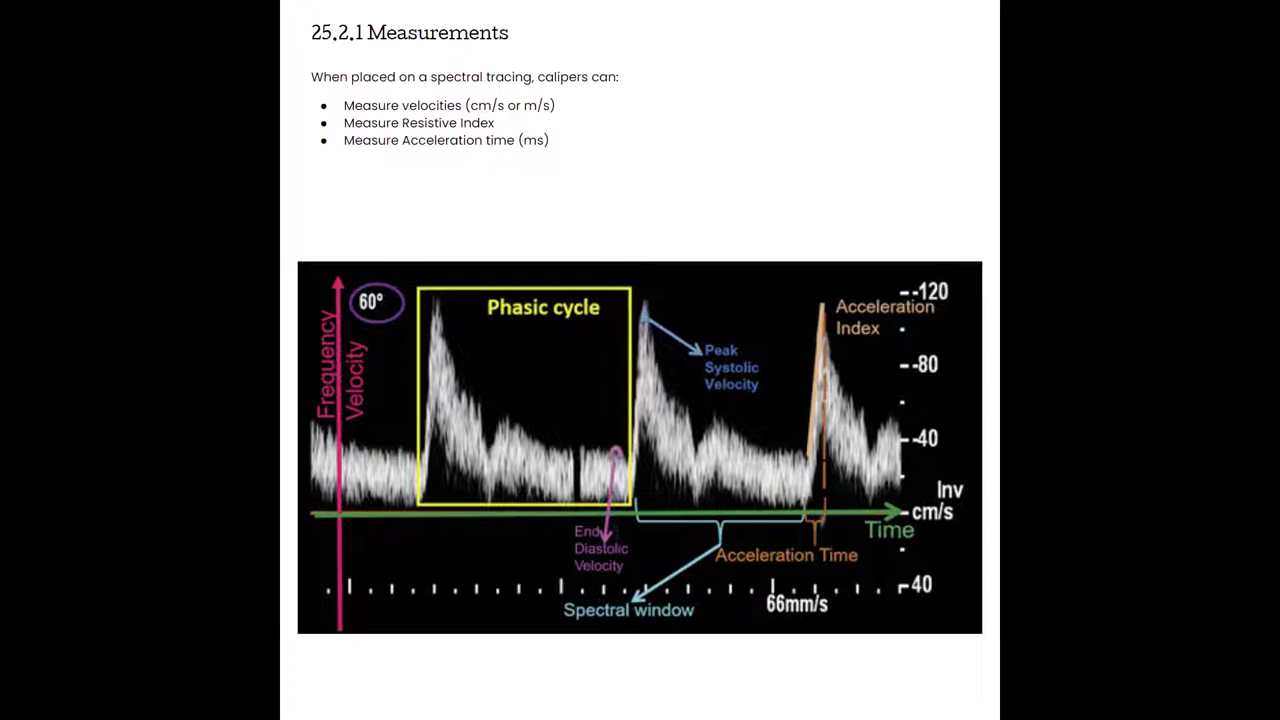 25.2.1 Measurements
When placed on a spectral tracing, calipers can:
● Measure velocities (cm/s or m/s)
● Measure Resistive Index
● Measure Acceleration time (ms)
Frequency
Velocity
60°
Phasic cycle
Peak
Systolic
Velocity
Acceleration
Index
-120
-80
-40
Inv
cm/s
Time
End
Diastolic
Velocity
Acceleration Time
Spectral window
66mm/s
40